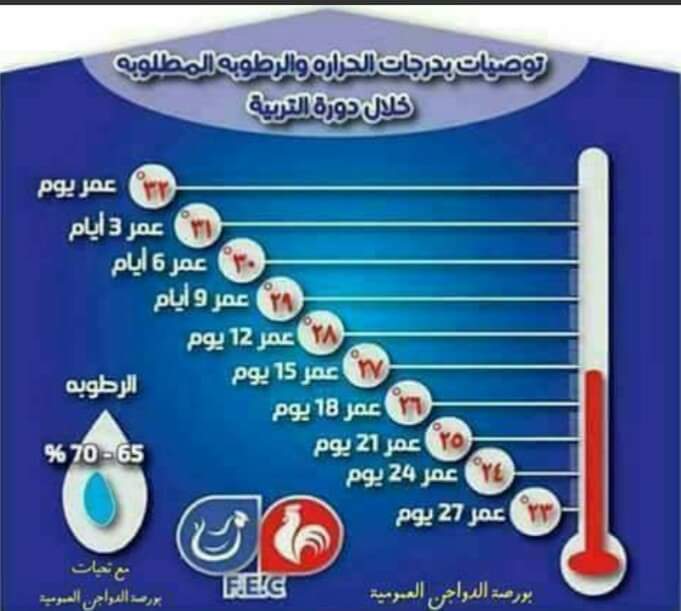 توصيات بدرجات الحراره والرطوبه المطلوبه
خلال دورة التربية
°٣٢ عمر يوم
°٣١ عمر 3 أيام
°٣٠ عمر 6 أيام
°٢٩ عمر 9 أيام
°٢٨ عمر 12 يوم
°٢٧ عمر 15 يوم
°٢٦ عمر 18 يوم
°٢٥ عمر 21 يوم
°٢٤ عمر 24 يوم
°٢٣ عمر 27 يوم
الرطوبه
65 - 70 %
F.E.C
مع تحيات
بورصة الدواجن العمومية
بورصة الدواجن العمومية